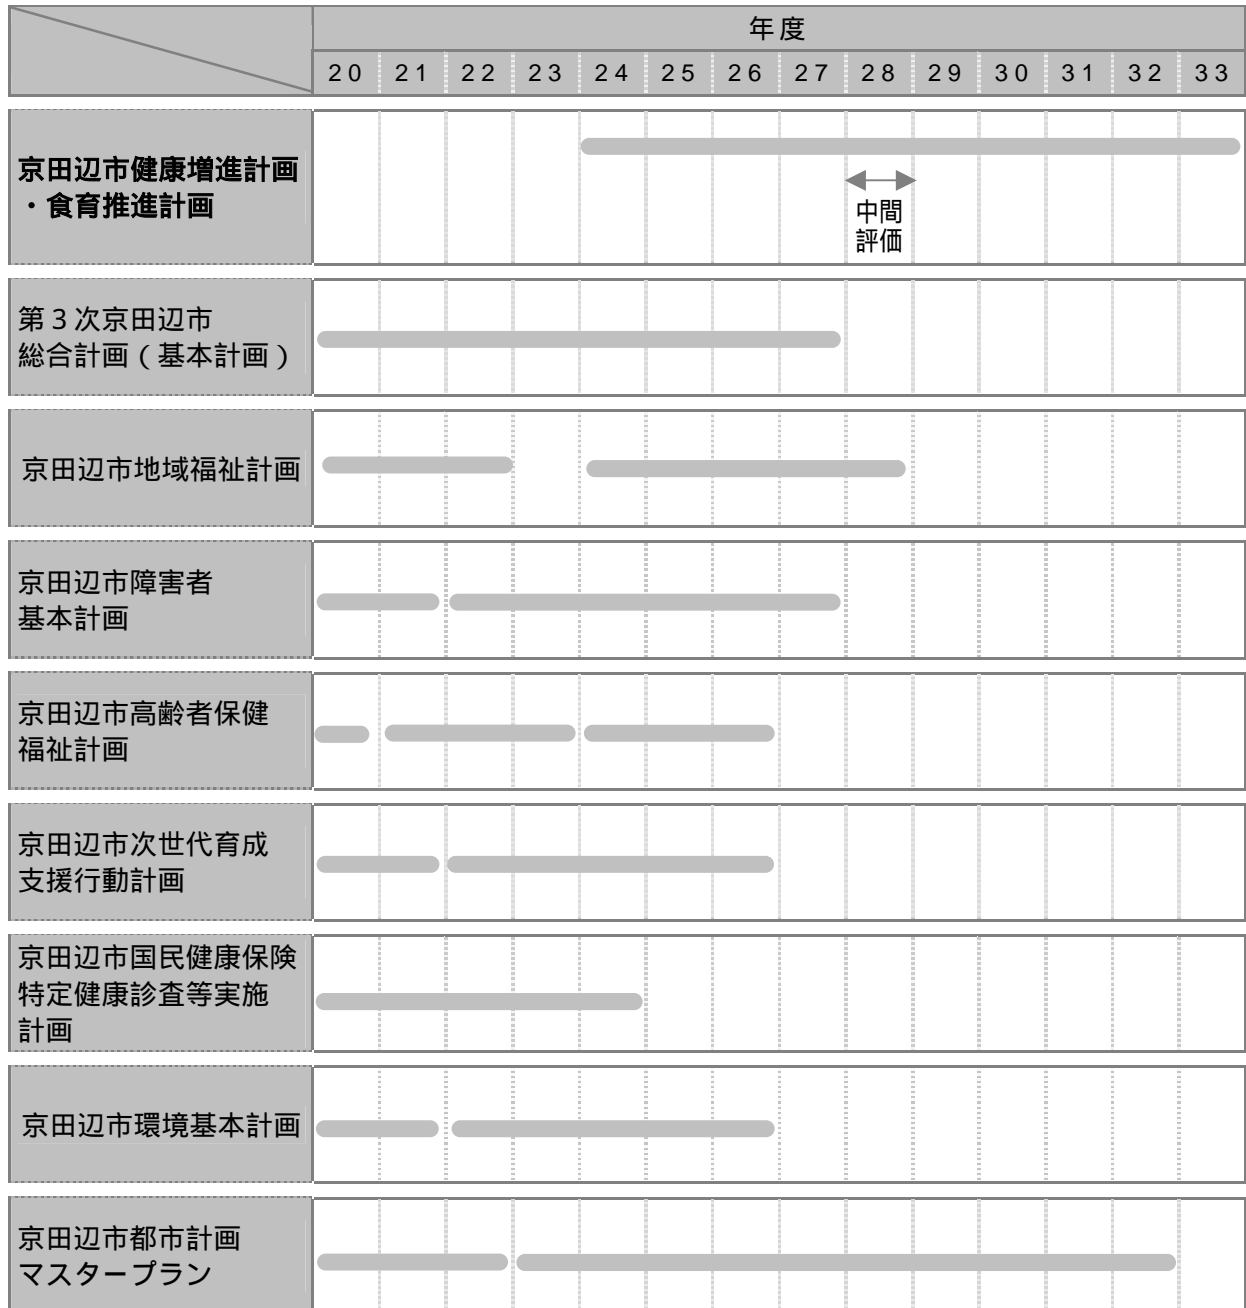 年度
20 21 22 23 24 25 26 27 28 29 30 31 32 33
京田辺市健康増進計画
・食育推進計画
中間
評価
第３次京田辺市
総合計画（基本計画）
京田辺市地域福祉計画
京田辺市障害者
基本計画
京田辺市高齢者保健
福祉計画
京田辺市次世代育成
支援行動計画
京田辺市国民健康保険
特定健康診査等実施
計画
京田辺市環境基本計画
京田辺市都市計画
マスタープラン